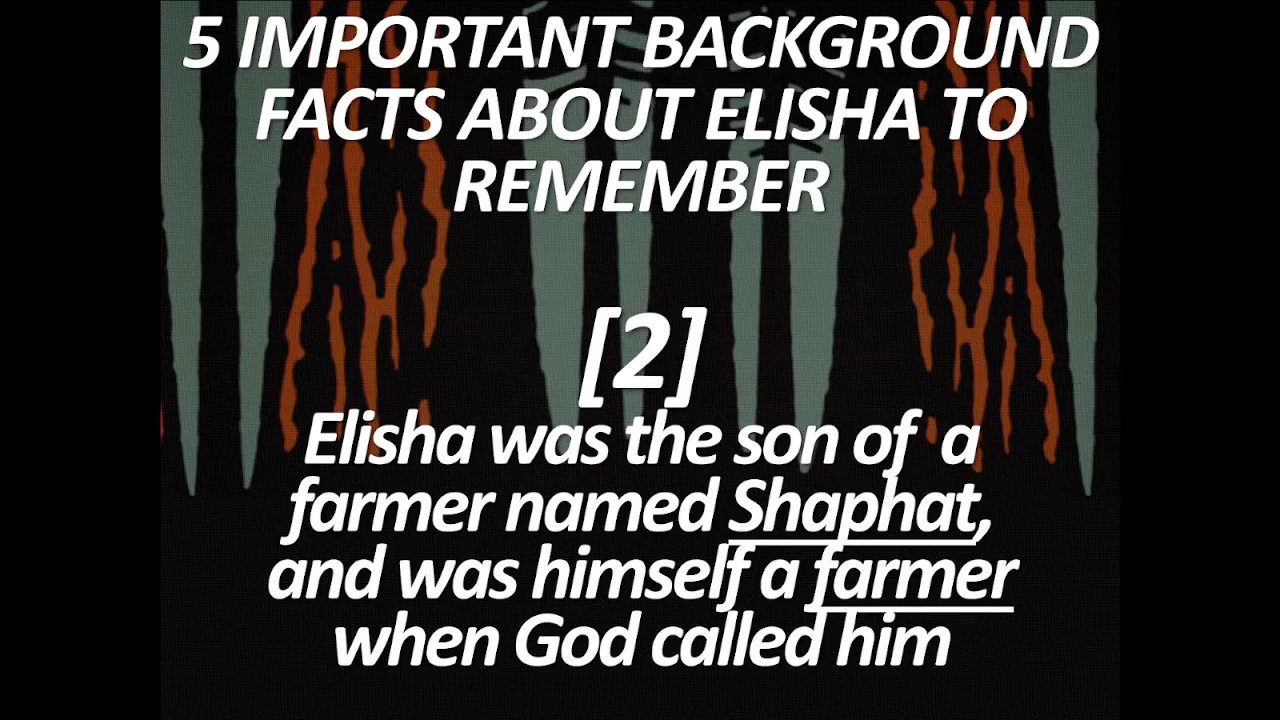 5 IMPORTANT BACKGROUND
FACTS ABOUT ELISHA TO
REMEMBER
[2]
Elisha was the son of a
farmer named Shaphat,
and was himself a farmer
when God called him